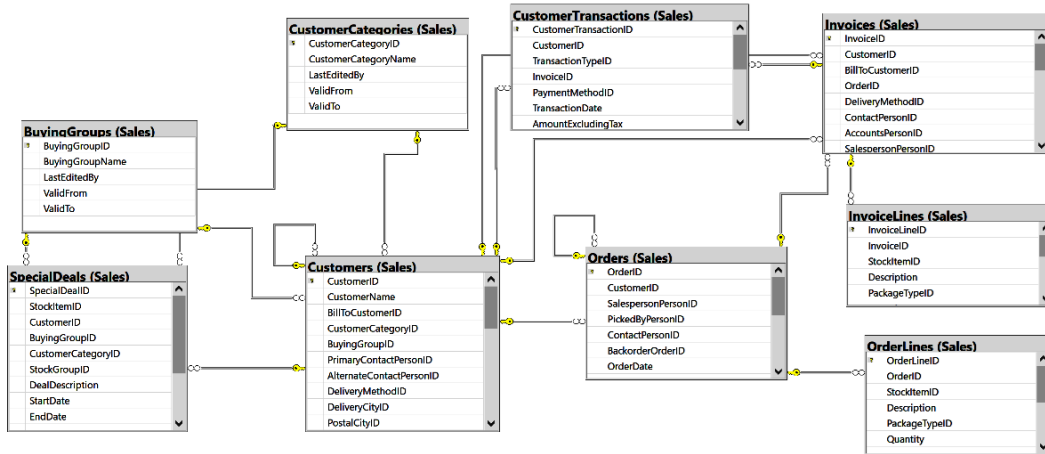 CustomerCategories (Sales)
CustomerCategoryID
CustomerCategoryName
LastEditedBy
ValidFrom
ValidTo
CustomerTransactions (Sales)
CustomerTransactionID
CustomerID
TransactionTypeID
InvoiceID
PaymentMethodID
TransactionDate
AmountExcludingTax
Invoices (Sales)
InvoiceID
CustomerID
BillToCustomerID
OrderID
DeliveryMethodID
ContactPersonID
AccountsPersonID
SalespersonPersonID
BuyingGroups (Sales)
BuyingGroupID
BuyingGroupName
LastEditedBy
ValidFrom
ValidTo
InvoiceLines (Sales)
InvoiceLineID
InvoiceID
StockItemID
Description
PackageTypeID
SpecialDeals (Sales)
SpecialDealID
StockItemID
CustomerID
BuyingGroupID
CustomerCategoryID
StockGroupID
DealDescription
StartDate
EndDate
Customers (Sales)
CustomerID
CustomerName
BillToCustomerID
CustomerCategoryID
BuyingGroupID
PrimaryContactPersonID
AlternateContactPersonID
DeliveryMethodID
DeliveryCityID
PostalCityID
Orders (Sales)
OrderID
CustomerID
SalespersonPersonID
PickedByPersonID
ContactPersonID
BackorderOrderID
OrderDate
OrderLines (Sales)
OrderLineID
OrderID
StockItemID
Description
PackageTypeID
Quantity